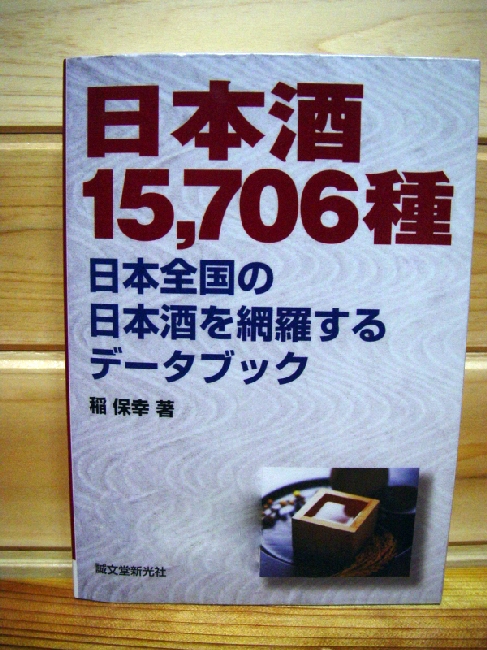 日本酒
15,706種
日本全国の
日本酒を網羅する
データブック
稲 保幸 著
誠文堂新光社